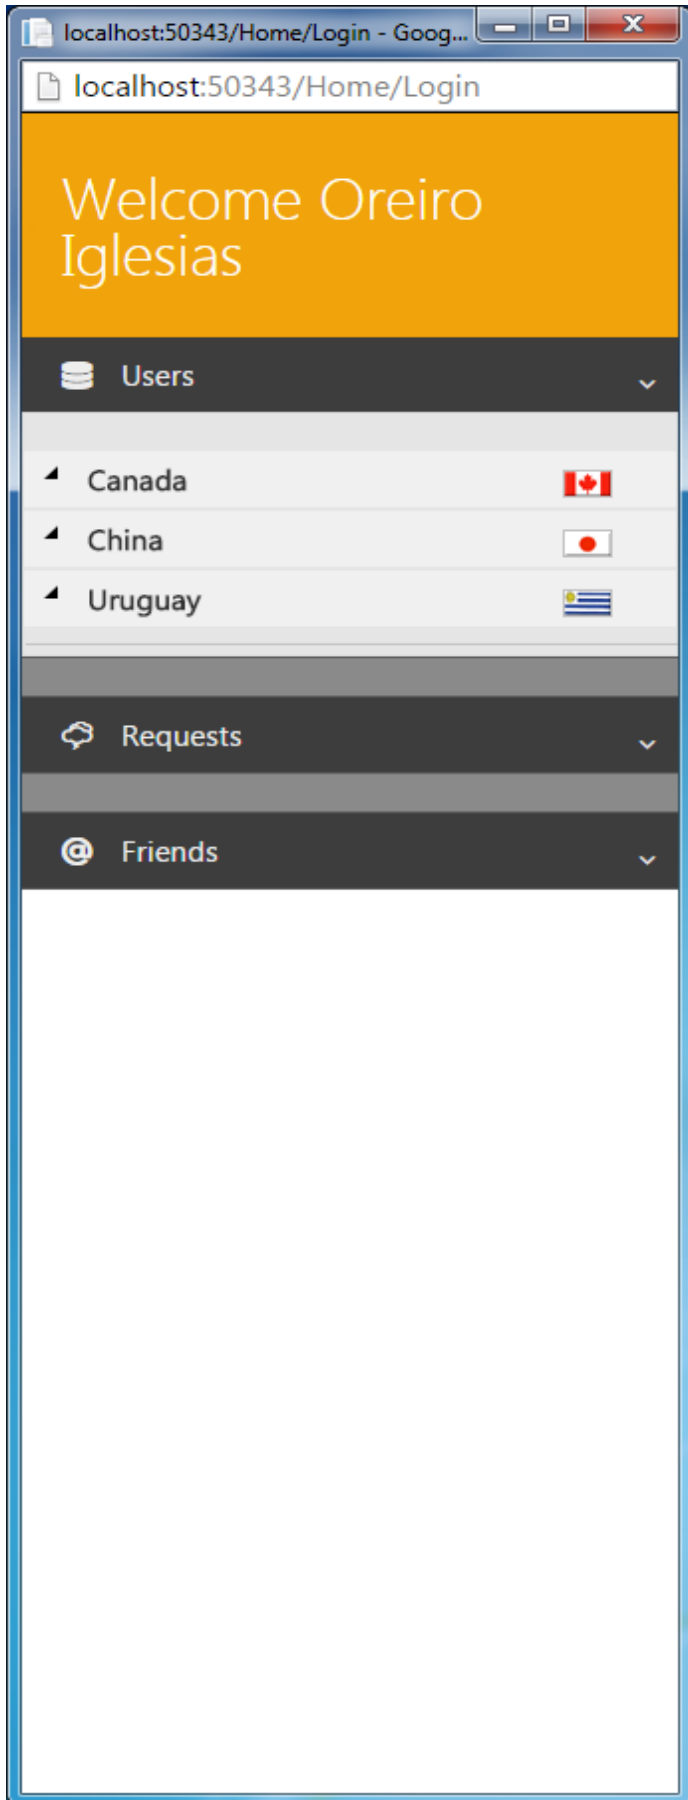 localhost:50343/Home/Login - Goog...
localhost:50343/Home/Login
Welcome Oreiro
Iglesias
Users
Canada
China
Uruguay
Requests
@ Friends